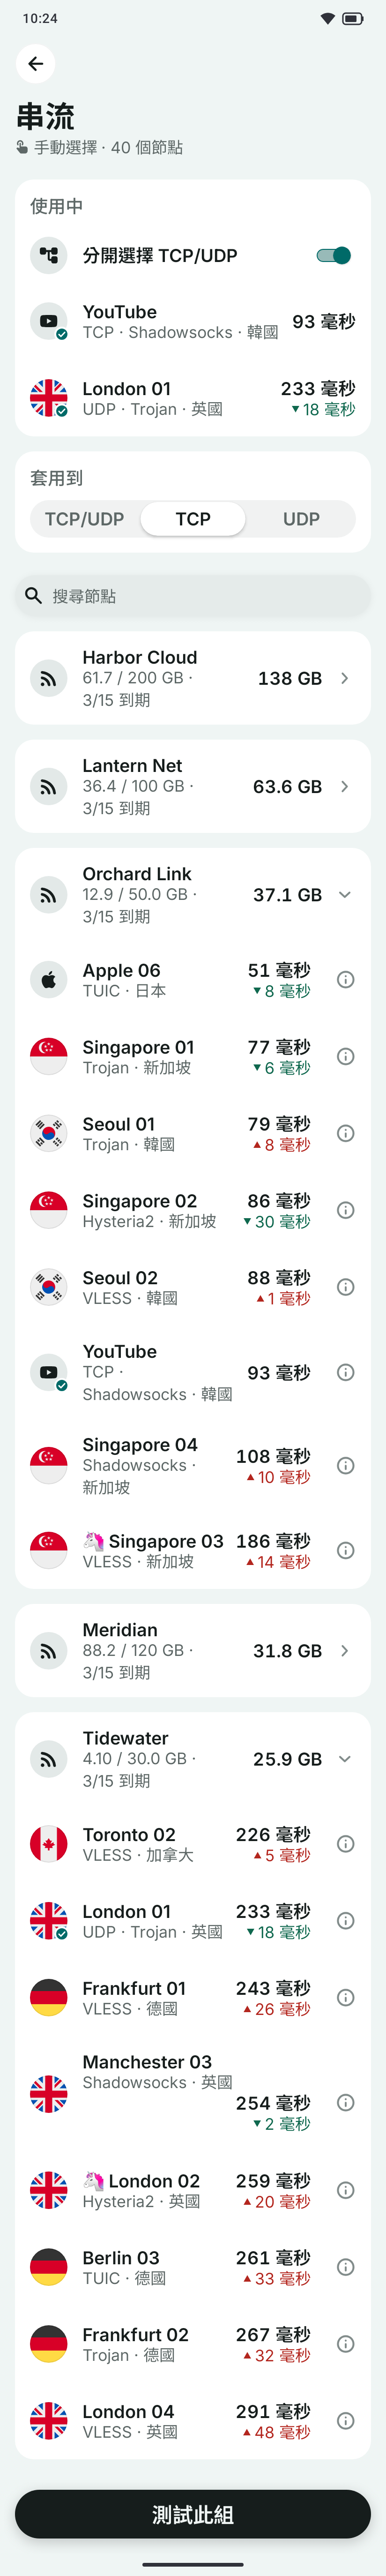 10:24
串流
手動選擇 · 40 個節點
使用中
分開選擇 TCP/UDP
YouTube
TCP · Shadowsocks · 韓國
93 毫秒
London 01
UDP · Trojan · 英國
233 毫秒
▼18 毫秒
套用到
TCP/UDP
TCP
UDP
搜尋節點
Harbor Cloud
61.7 / 200 GB ·
3/15 到期
138 GB
Lantern Net
36.4 / 100 GB ·
3/15 到期
63.6 GB
Orchard Link
12.9 / 50.0 GB ·
3/15 到期
37.1 GB
Apple 06
TUIC · 日本
51 毫秒
▼8 毫秒
Singapore 01
Trojan · 新加坡
77 毫秒
▼6 毫秒
Seoul 01
Trojan · 韓國
79 毫秒
▲8 毫秒
Singapore 02
Hysteria2 · 新加坡
86 毫秒
▼30 毫秒
Seoul 02
VLESS · 韓國
88 毫秒
▲1 毫秒
YouTube
TCP ·
Shadowsocks · 韓國
93 毫秒
Singapore 04
Shadowsocks ·
新加坡
108 毫秒
▲10 毫秒
🦄 Singapore 03
VLESS · 新加坡
186 毫秒
▲14 毫秒
Meridian
88.2 / 120 GB ·
3/15 到期
31.8 GB
Tidewater
4.10 / 30.0 GB ·
3/15 到期
25.9 GB
Toronto 02
VLESS · 加拿大
226 毫秒
▲5 毫秒
London 01
UDP · Trojan · 英國
233 毫秒
▼18 毫秒
Frankfurt 01
VLESS · 德國
243 毫秒
▲26 毫秒
Manchester 03
Shadowsocks · 英國
254 毫秒
▼2 毫秒
🦄 London 02
Hysteria2 · 英國
259 毫秒
▲20 毫秒
Berlin 03
TUIC · 德國
261 毫秒
▲33 毫秒
Frankfurt 02
Trojan · 德國
267 毫秒
▲32 毫秒
London 04
VLESS · 英國
291 毫秒
▲48 毫秒
測試此組